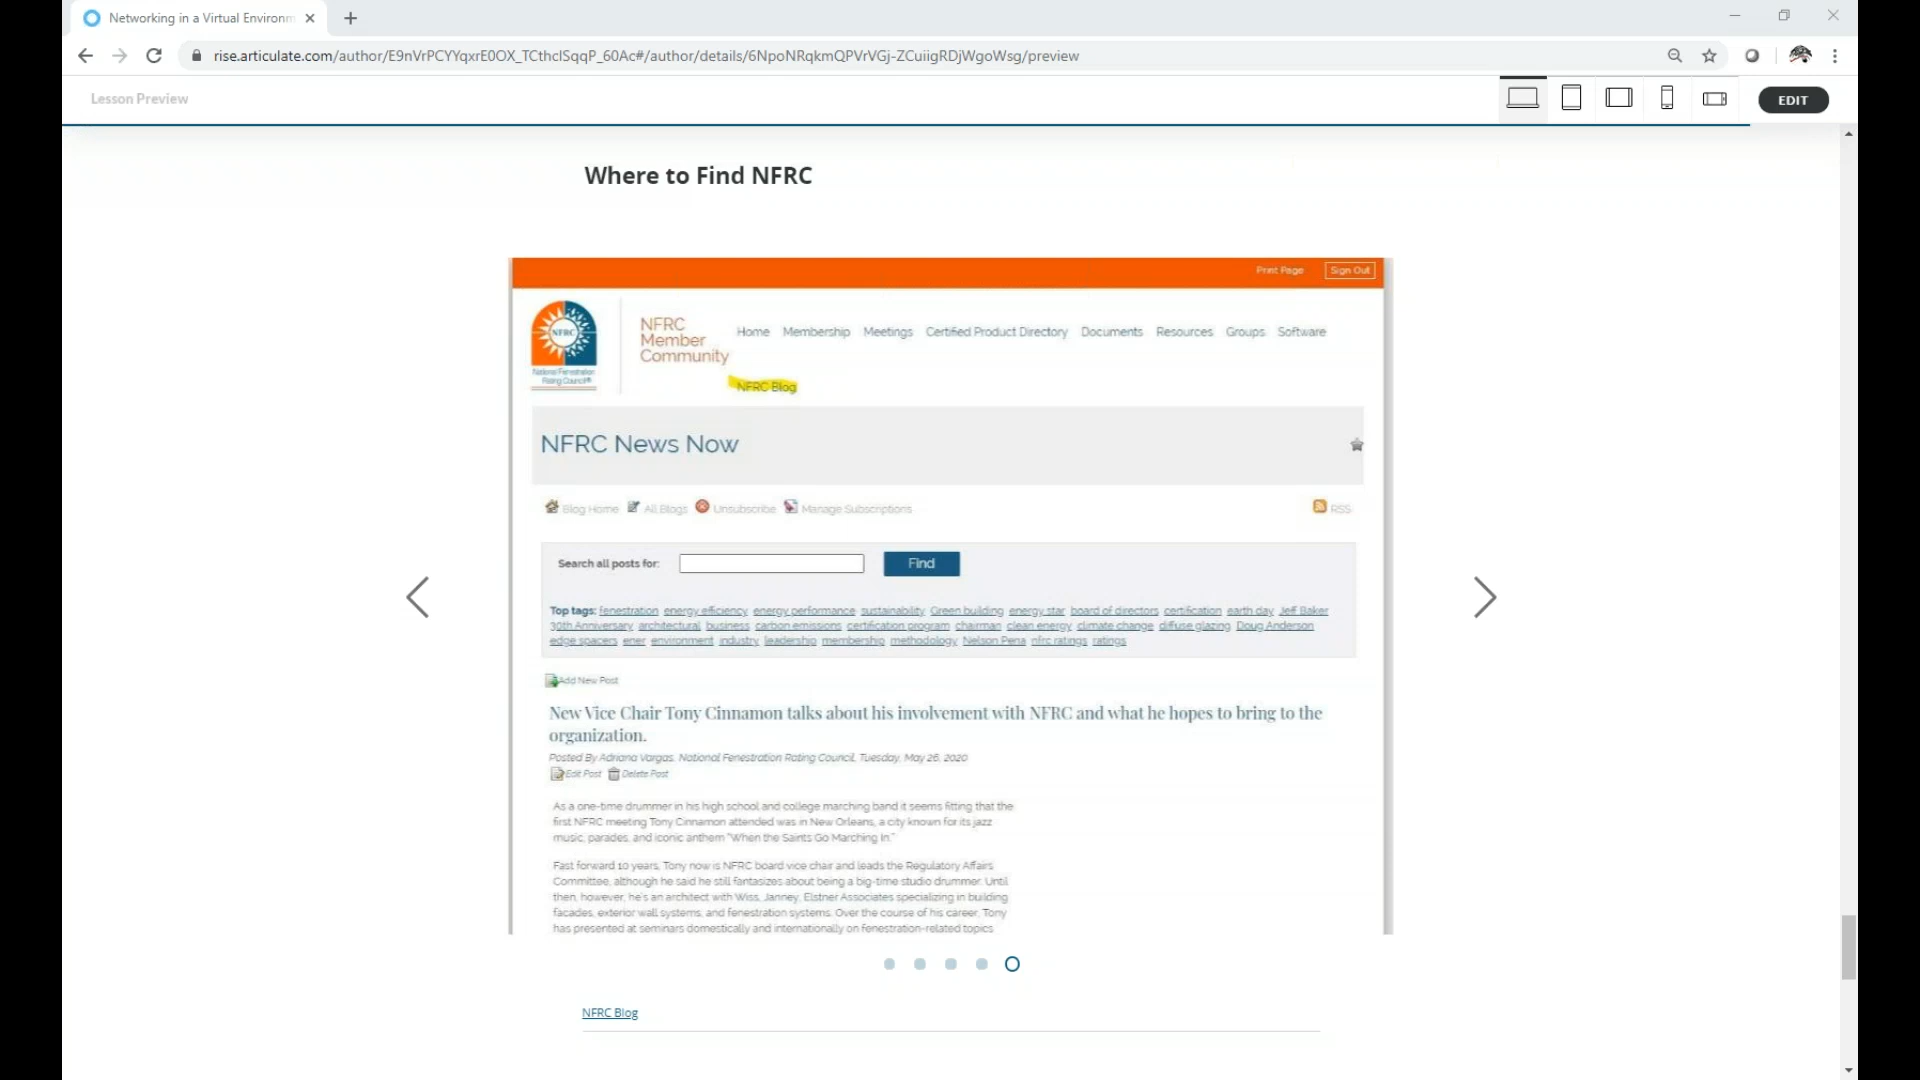 Networking in a Virtual Environm
rise.articulate.com/author/E9nVrPCYYqxrE0OX_TCthclSqqP_60Ac#/author/details/6NpoNRqkmQPVrVGj-ZCuiigRDjWgoWsg/preview
Lesson Preview
EDIT
Where to Find NFRC
Print Page Sign Out
NFRC
National Fenestration
Rating Council®
NFRC
Member
Community
Home Membership Meetings Certified Product Directory Documents Resources Groups Software
NFRC Blog
NFRC News Now
Blog Home All Blogs Unsubscribe Manage Subscriptions RSS
Search all posts for: Find
Top tags: fenestration energy efficiency energy performance sustainability Green building energy star board of directors certification earth day Jeff Baker
30th Anniversary architectural business carbon emissions certification program chairman clean energy climate change diffuse glazing Doug Anderson
edge spacers ener environment industry leadership membership methodology Nelson Pena nfrc ratings ratings
Add New Post
New Vice Chair Tony Cinnamon talks about his involvement with NFRC and what he hopes to bring to the
organization.
Posted By Adriana Vargas, National Fenestration Rating Council, Tuesday, May 26, 2020
Edit Post Delete Post
As a one-time drummer in his high school and college marching band it seems fitting that the
first NFRC meeting Tony Cinnamon attended was in New Orleans, a city known for its jazz
music, parades, and iconic anthem "When the Saints Go Marching In."
Fast forward 10 years, Tony now is NFRC board vice chair and leads the Regulatory Affairs
Committee, although he said he still fantasizes about being a big-time studio drummer. Until
then, however, he's an architect with Wiss, Janney, Elstner Associates specializing in building
facades, exterior wall systems, and fenestration systems. Over the course of his career, Tony
has presented at seminars domestically and internationally on fenestration-related topics
NFRC Blog